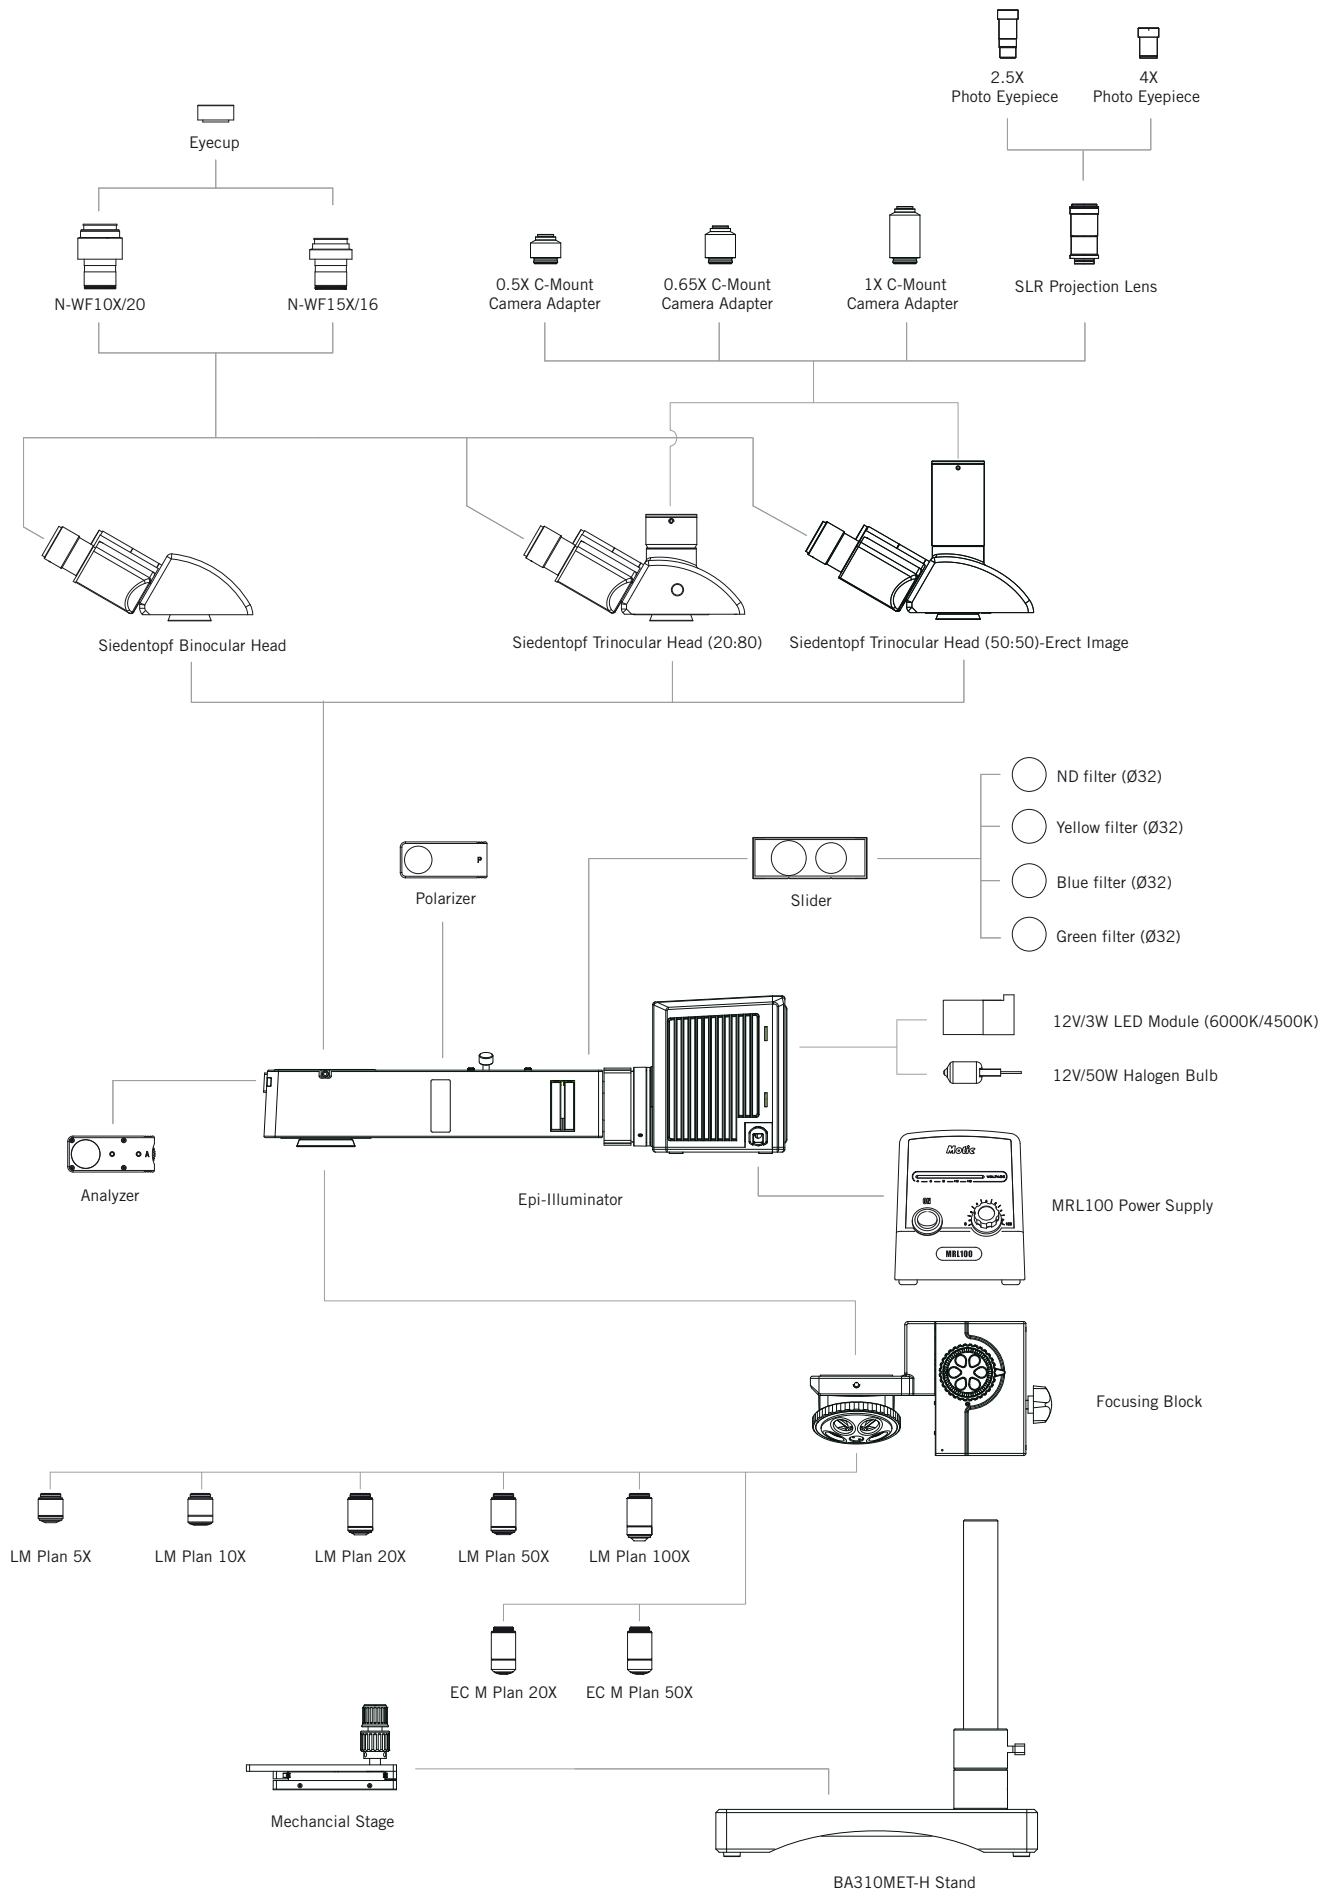 2.5X
Photo Eyepiece
4X
Photo Eyepiece
Eyecup
N-WF10X/20
N-WF15X/16
0.5X C-Mount
Camera Adapter
0.65X C-Mount
Camera Adapter
1X C-Mount
Camera Adapter
SLR Projection Lens
Siedentopf Binocular Head
Siedentopf Trinocular Head (20:80)
Siedentopf Trinocular Head (50:50)-Erect Image
ND filter (Ø32)
Yellow filter (Ø32)
Blue filter (Ø32)
Green filter (Ø32)
P
Polarizer
Slider
12V/3W LED Module (6000K/4500K)
12V/50W Halogen Bulb
A
Analyzer
Epi-Illuminator
Motic
ON
MRL100
MRL100 Power Supply
Focusing Block
LM Plan 5X
LM Plan 10X
LM Plan 20X
LM Plan 50X
LM Plan 100X
EC M Plan 20X
EC M Plan 50X
Mechancial Stage
BA310MET-H Stand